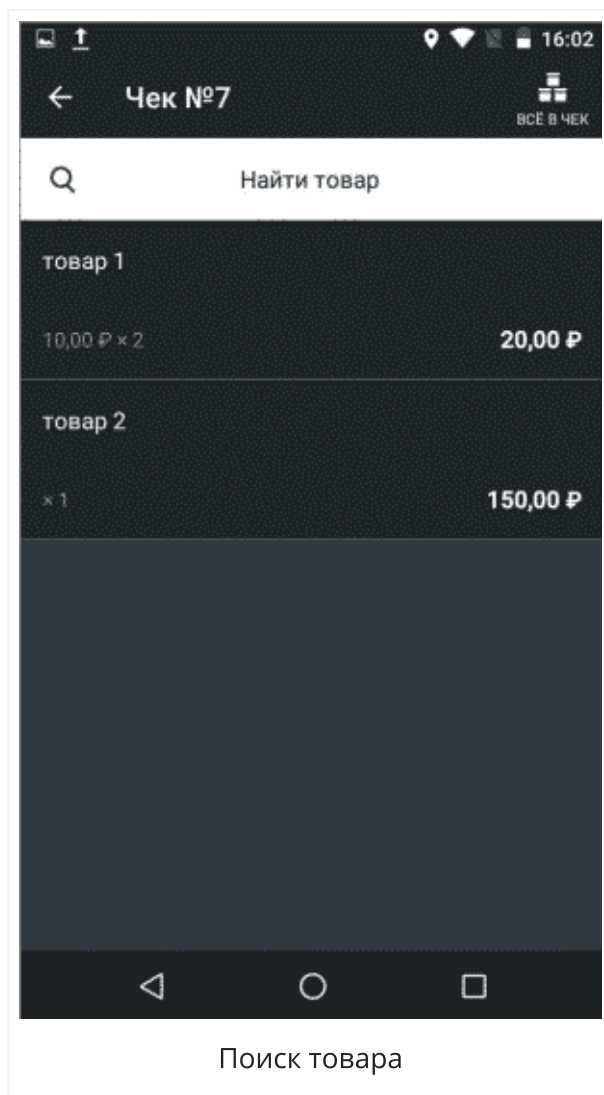 16:02
Чек №7
ВСЁ В ЧЕК
Найти товар
товар 1
10,00 ₽ × 2
20,00 ₽
товар 2
× 1
150,00 ₽
Поиск товара